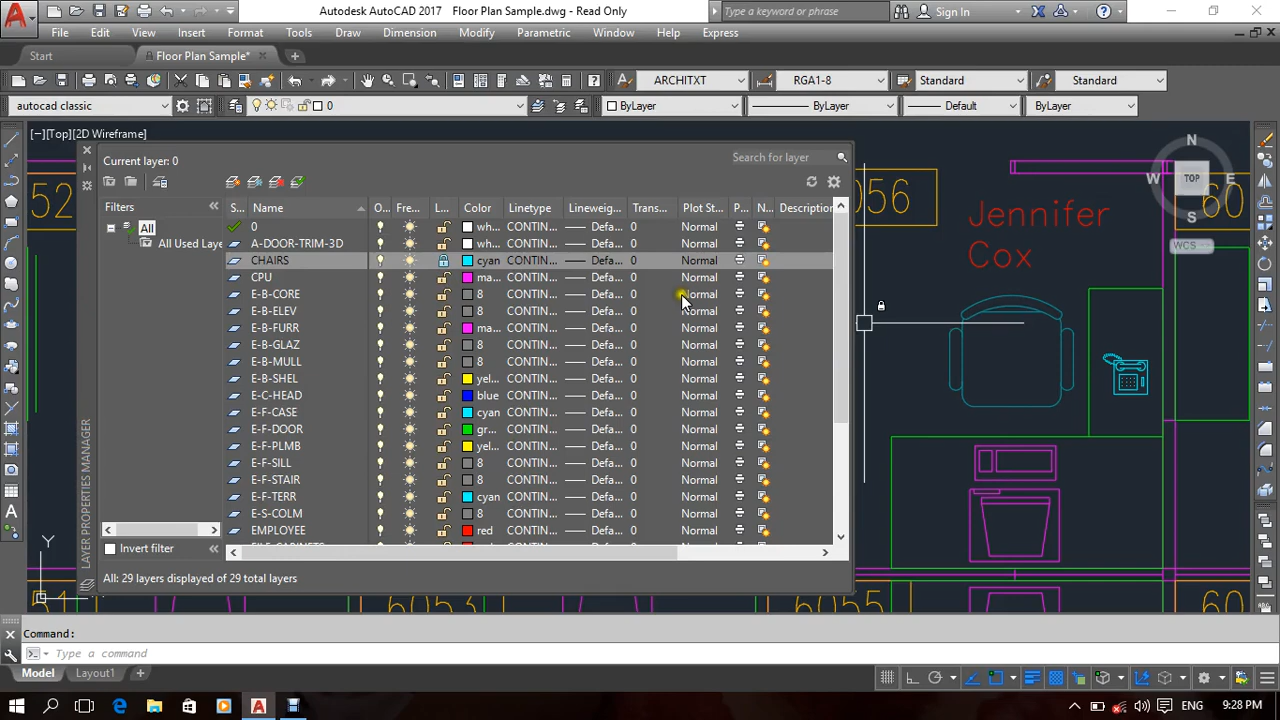 Autodesk AutoCAD 2017 Floor Plan Sample.dwg - Read Only
Type a keyword or phrase
Sign In
File Edit View Insert Format Tools Draw Dimension Modify Parametric Window Help Express
Start Floor Plan Sample*
ARCHITXT RGA1-8 Standard Standard
autocad classic 0 ByLayer ByLayer Default ByLayer
[−][Top][2D Wireframe]
Current layer: 0
Search for layer
Filters
S... Name O.. Fre... L... Color Linetype Lineweig... Trans... Plot St... P... N... Description
All
All Used Laye
0 wh... CONTIN... Defa... 0 Normal
A-DOOR-TRIM-3D wh... CONTIN... Defa... 0 Normal
CHAIRS cyan CONTIN... Defa... 0 Normal
CPU ma... CONTIN... Defa... 0 Normal
E-B-CORE 8 CONTIN... Defa... 0 Normal
E-B-ELEV 8 CONTIN... Defa... 0 Normal
E-B-FURR ma... CONTIN... Defa... 0 Normal
E-B-GLAZ 8 CONTIN... Defa... 0 Normal
E-B-MULL 8 CONTIN... Defa... 0 Normal
E-B-SHEL yel... CONTIN... Defa... 0 Normal
E-C-HEAD blue CONTIN... Defa... 0 Normal
E-F-CASE cyan CONTIN... Defa... 0 Normal
E-F-DOOR gr... CONTIN... Defa... 0 Normal
E-F-PLMB yel... CONTIN... Defa... 0 Normal
E-F-SILL 8 CONTIN... Defa... 0 Normal
E-F-STAIR 8 CONTIN... Defa... 0 Normal
E-F-TERR cyan CONTIN... Defa... 0 Normal
E-S-COLM 8 CONTIN... Defa... 0 Normal
EMPLOYEE red CONTIN... Defa... 0 Normal
Invert filter
All: 29 layers displayed of 29 total layers
LAYER PROPERTIES MANAGER
52
056
60
Jennifer
Cox
N
W TOP E
S
WCS
Y
51
6053
6055
60
Command:
Type a command
Model Layout1
ENG 9:28 PM